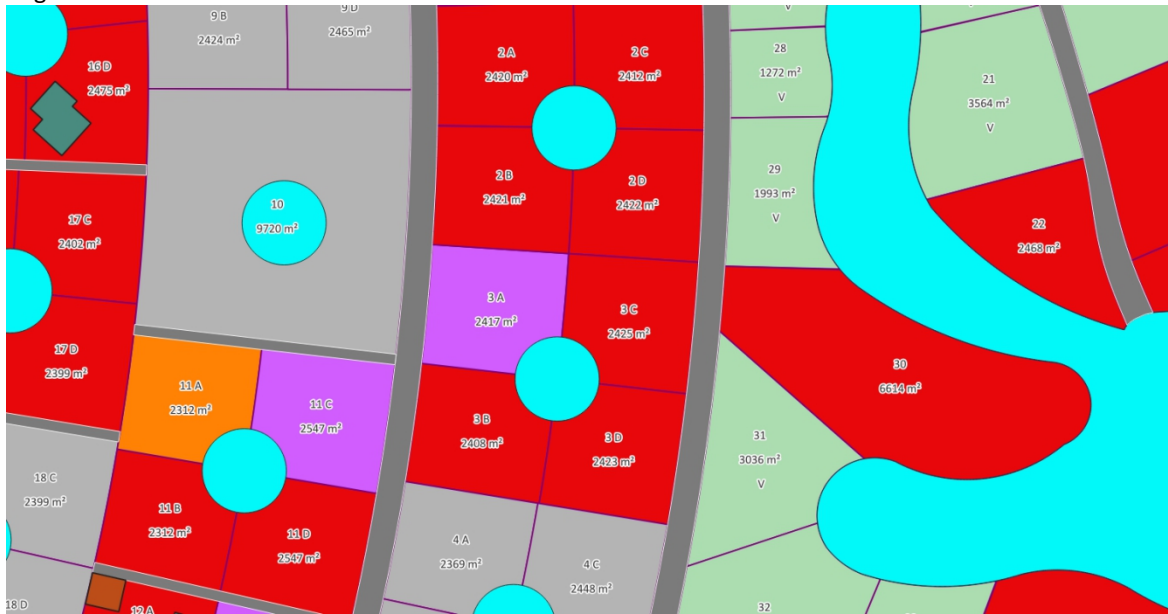 9 B
2424 m²
9 D
2465 m²
2 A
2420 m²
2 C
2412 m²
V
28
1272 m²
V
21
3564 m²
V
16 D
2475 m²
29
1993 m²
V
2 B
2421 m²
2 D
2422 m²
10
9720 m²
17 C
2402 m²
22
2468 m²
3 A
2417 m²
3 C
2425 m²
17 D
2399 m²
30
6614 m²
11 A
2312 m²
11 C
2547 m²
3 B
2408 m²
3 D
2423 m²
31
3036 m²
V
18 C
2399 m²
11 B
2312 m²
11 D
2547 m²
4 A
2369 m²
4 C
2448 m²
18 D
12 A
32